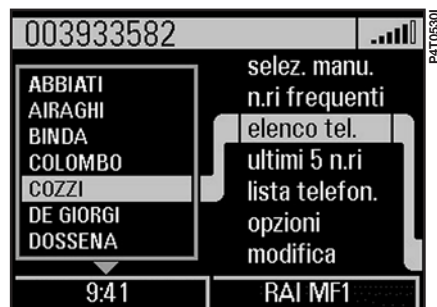 003933582
ABBIATI
AIRAGHI
BINDA
COLOMBO
COZZI
DE GIORGI
DOSSENA
selez. manu.
n.ri frequenti
elenco tel.
ultimi 5 n.ri
lista telefon.
opzioni
modifica
9:41
RAI MF1
P4T0530I